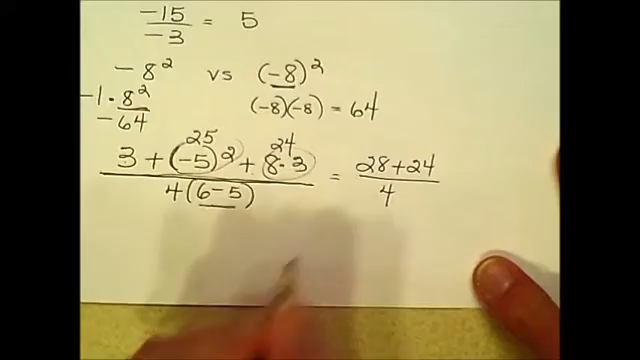 -15/-3 = 5
-8² vs (-8)²
-1·8² (-8)(-8) = 64
-64
25 24
3 + (-5)² + 8·3 / 4(6-5) = 28+24 / 4